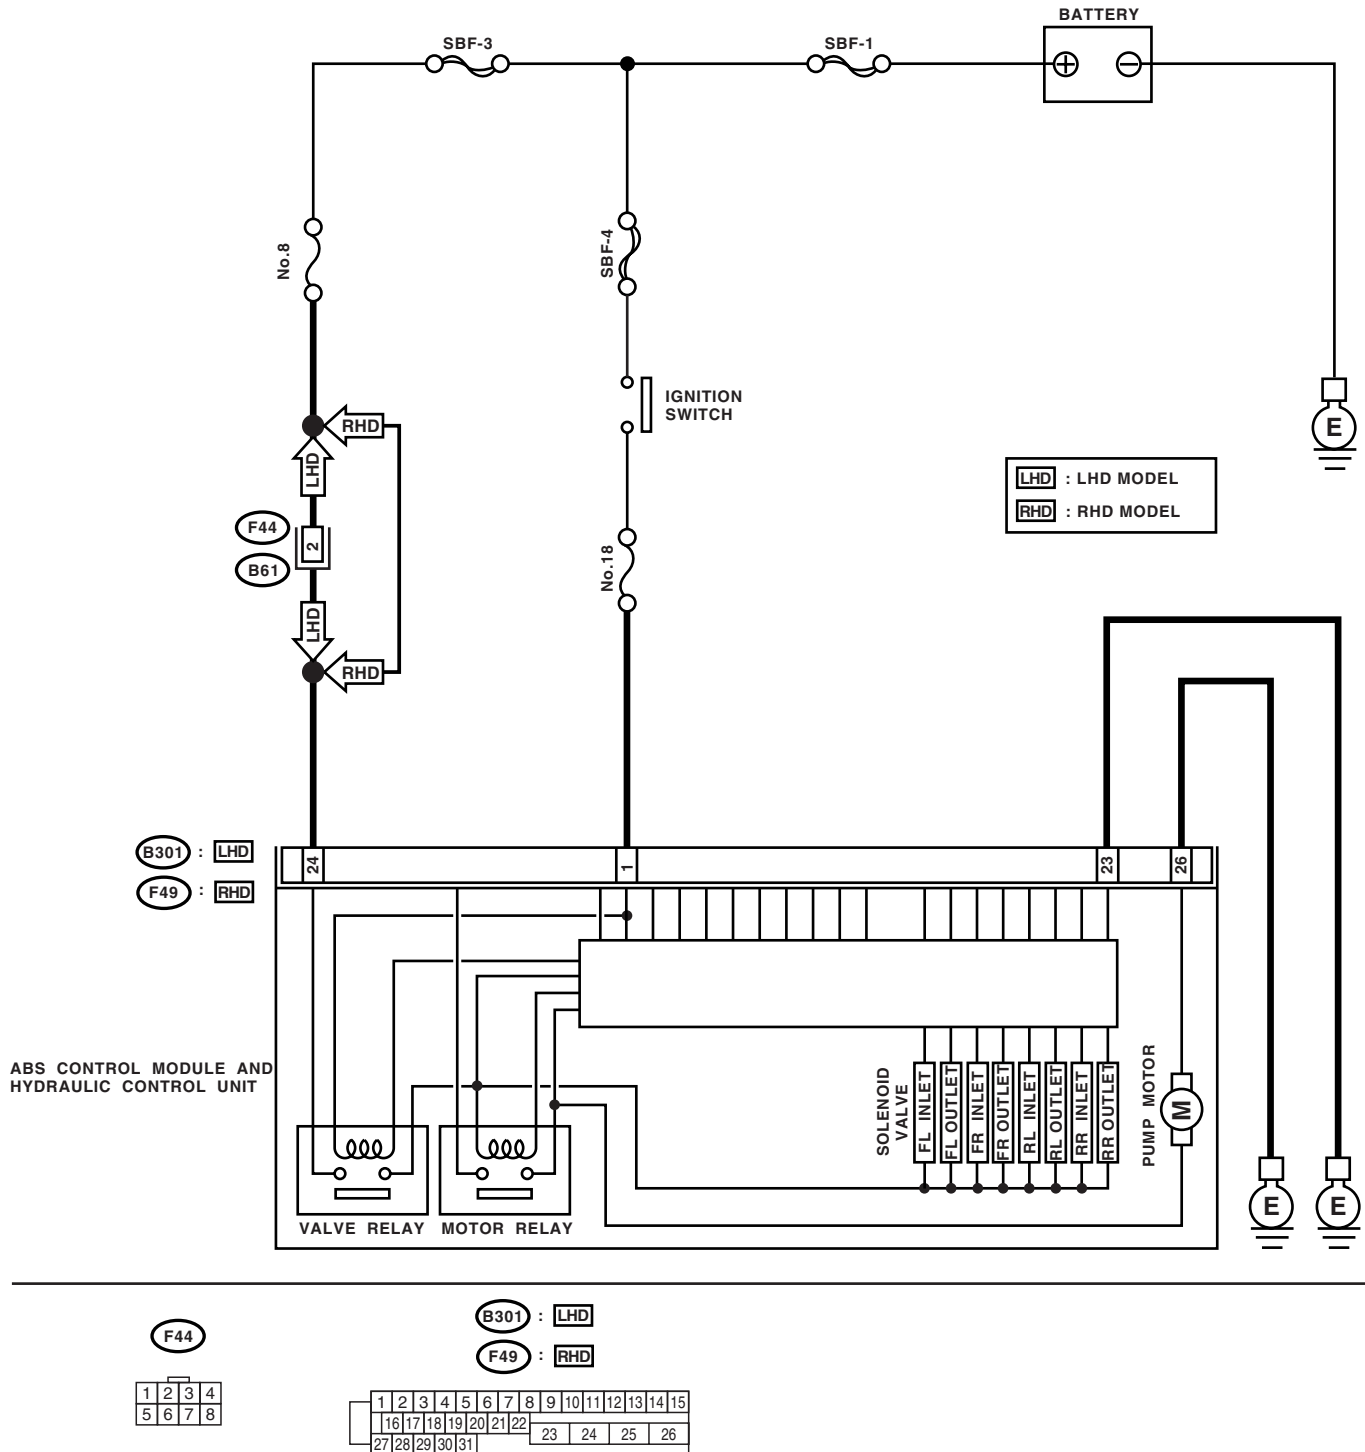 BATTERY
SBF-3
SBF-1
No.8
SBF-4
IGNITION
SWITCH
RHD
LHD
E
LHD : LHD MODEL
RHD : RHD MODEL
F44
2
B61
No.18
LHD
RHD
B301 : LHD
F49 : RHD
24
1
23
26
ABS CONTROL MODULE AND
HYDRAULIC CONTROL UNIT
SOLENOID
VALVE
FL INLET
FL OUTLET
FR INLET
FR OUTLET
RL INLET
RL OUTLET
RR INLET
RR OUTLET
PUMP MOTOR
M
E
E
VALVE RELAY
MOTOR RELAY
F44
B301 : LHD
F49 : RHD
1 2 3 4
5 6 7 8
1 2 3 4 5 6 7 8 9 10 11 12 13 14 15
16 17 18 19 20 21 22
23 24 25 26
27 28 29 30 31